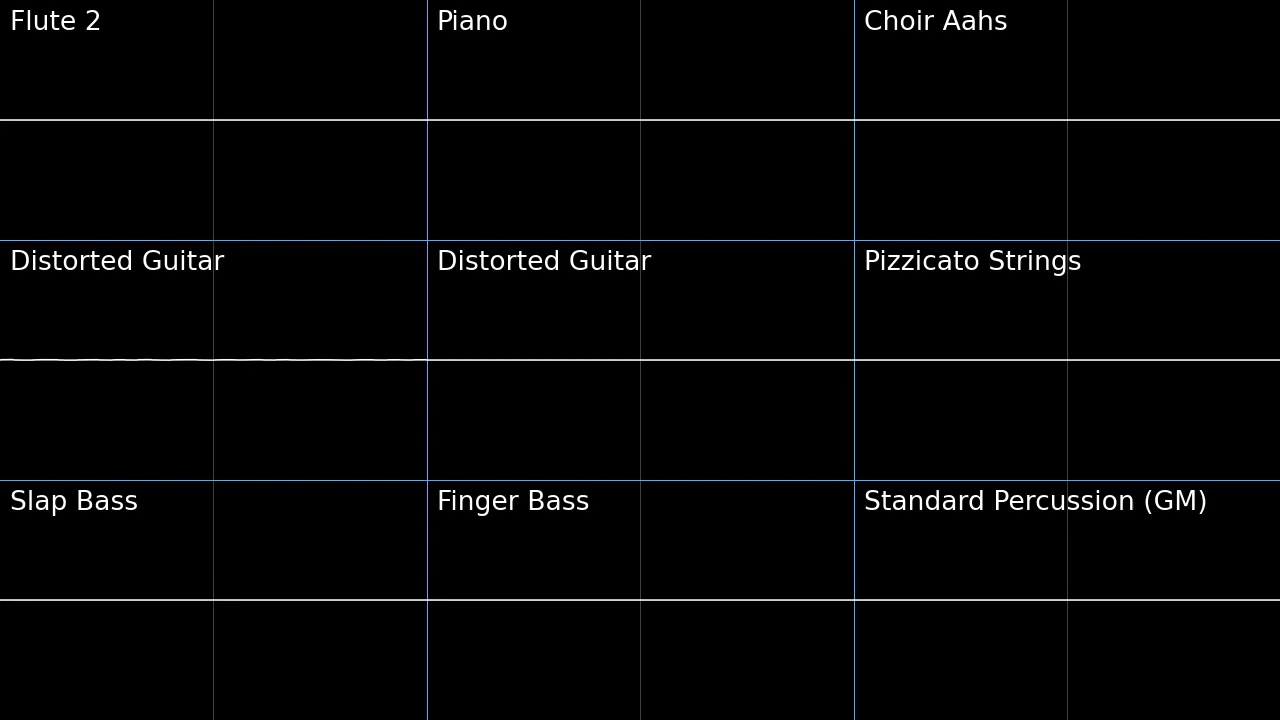 Flute 2
Piano
Choir Aahs
Distorted Guitar
Distorted Guitar
Pizzicato Strings
Slap Bass
Finger Bass
Standard Percussion (GM)